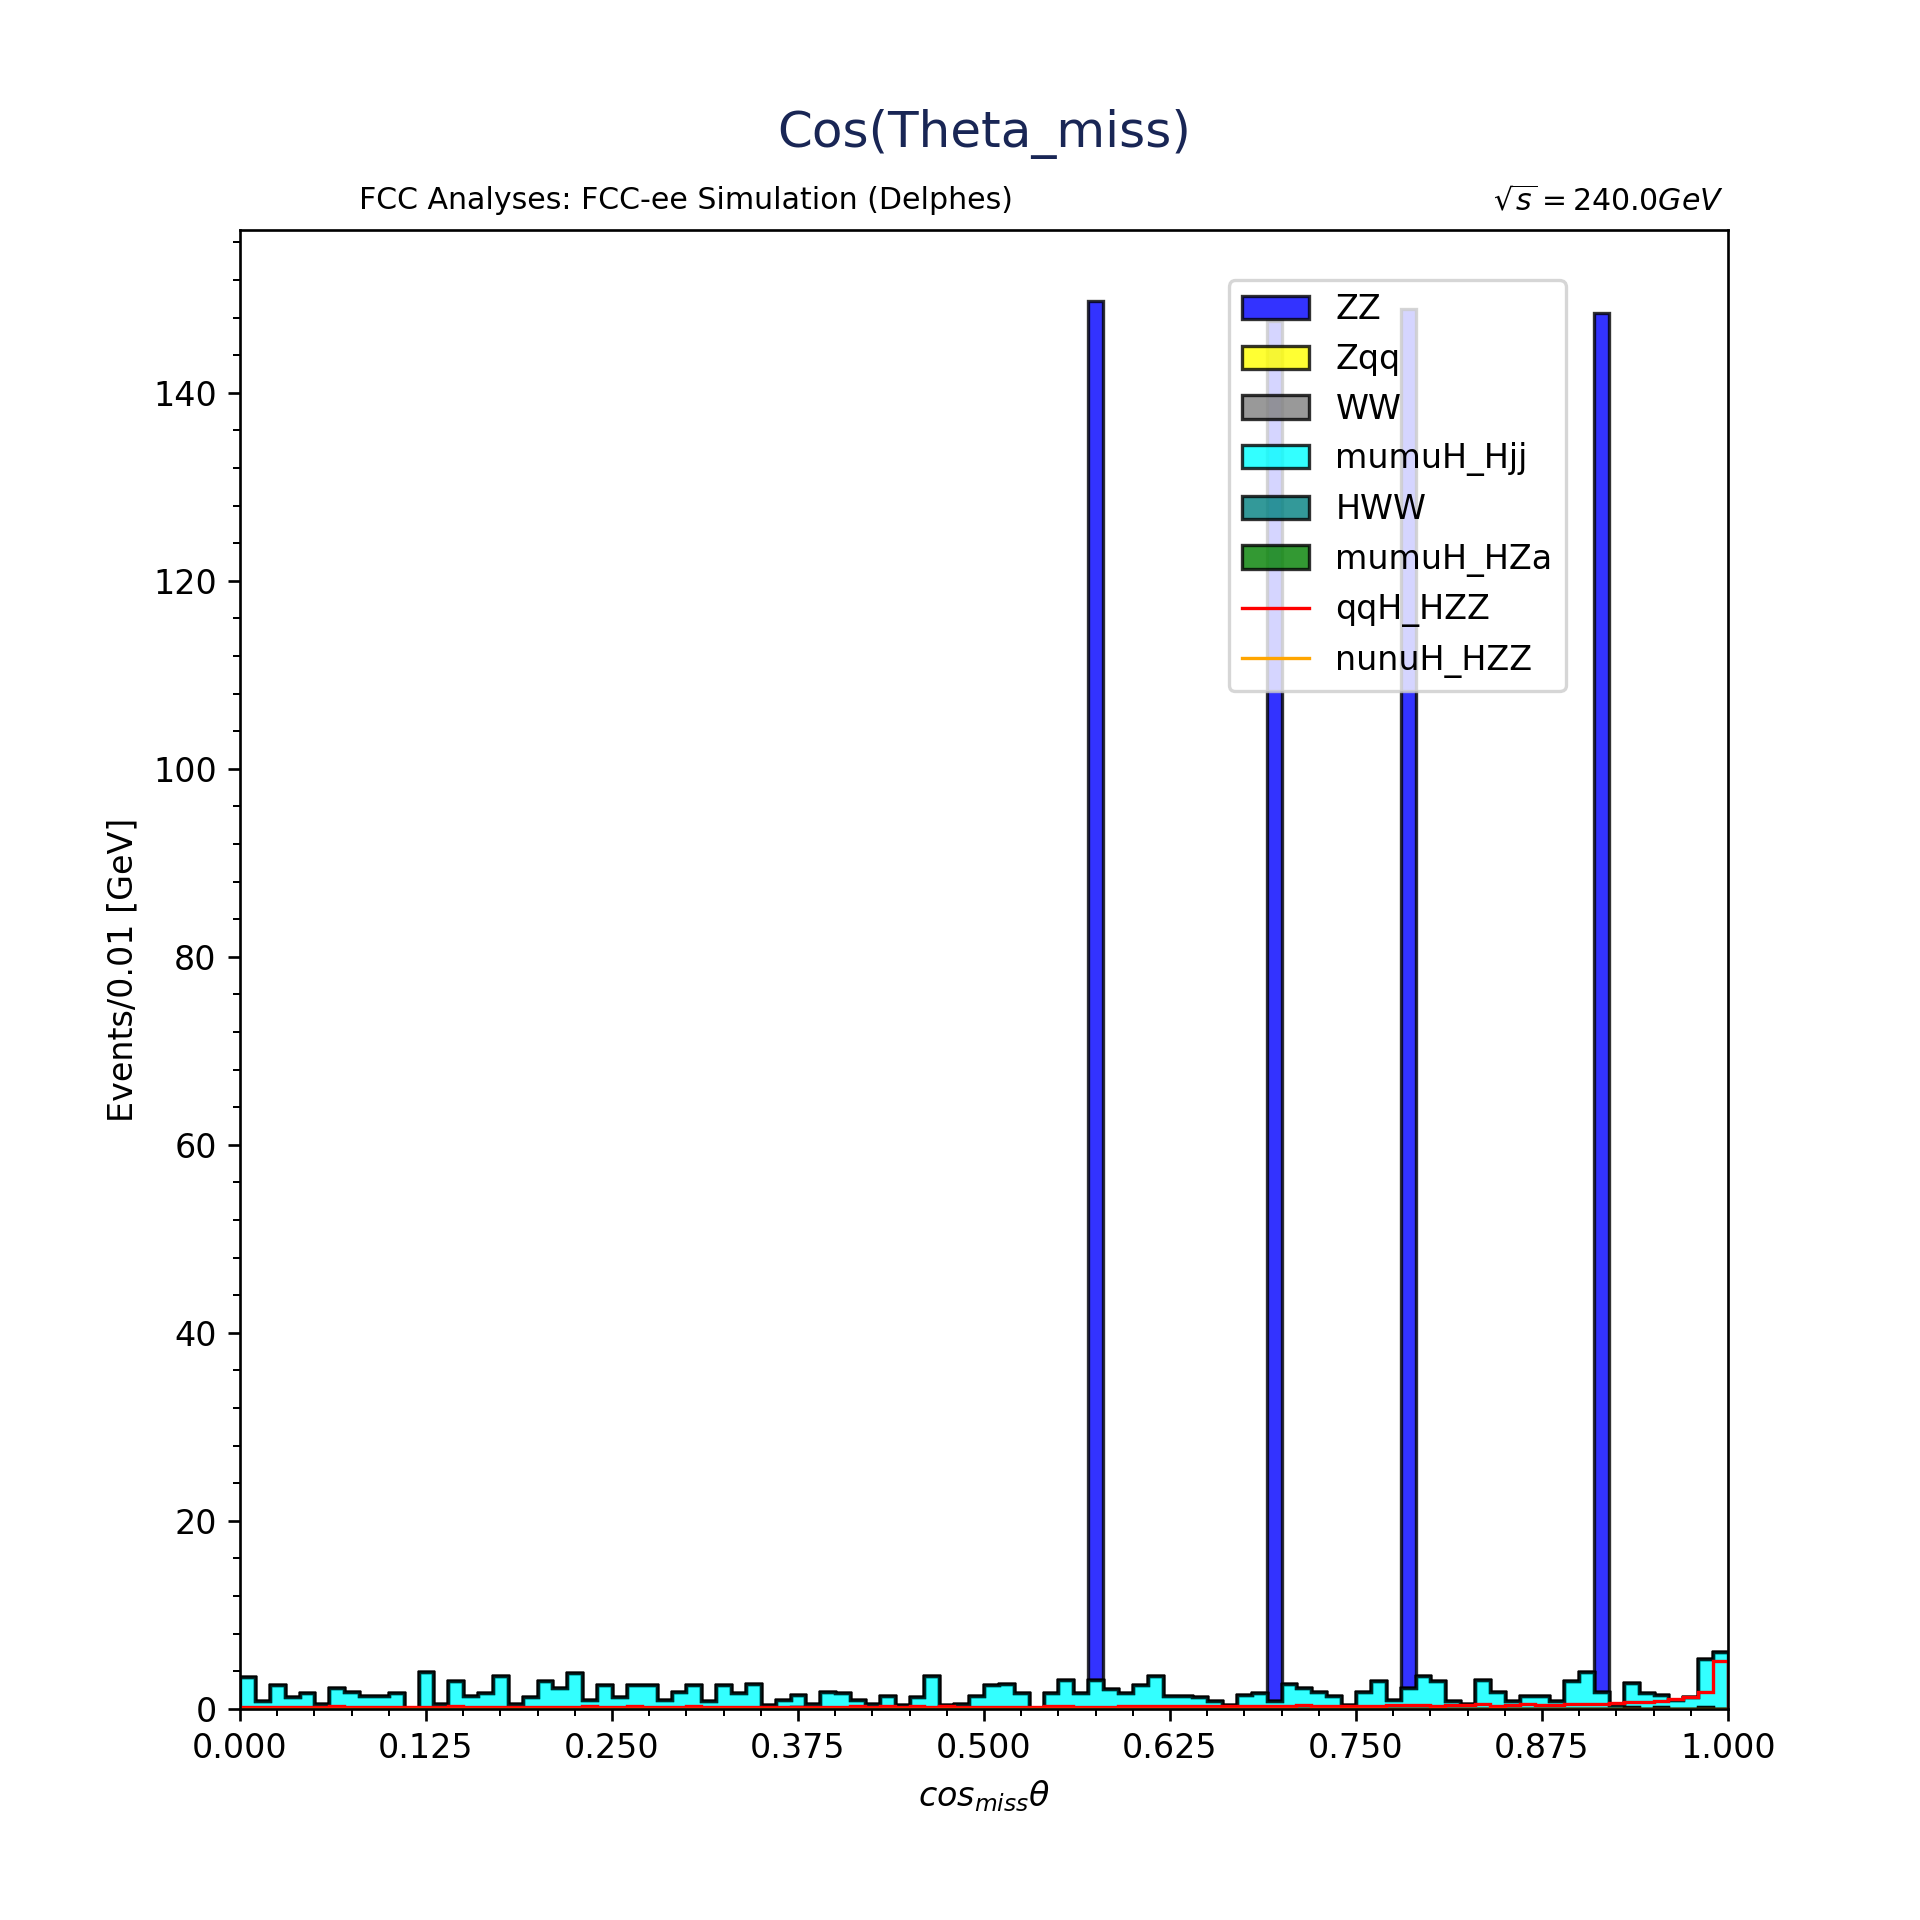 Cos(Theta_miss)
FCC Analyses: FCC-ee Simulation (Delphes)
√s = 240.0GeV
ZZ
Zqq
WW
mumuH_Hjj
HWW
mumuH_HZa
qqH_HZZ
nunuH_HZZ
Events/0.01 [GeV]
140
120
100
80
60
40
20
0
0.000 0.125 0.250 0.375 0.500 0.625 0.750 0.875 1.000
cos_miss θ